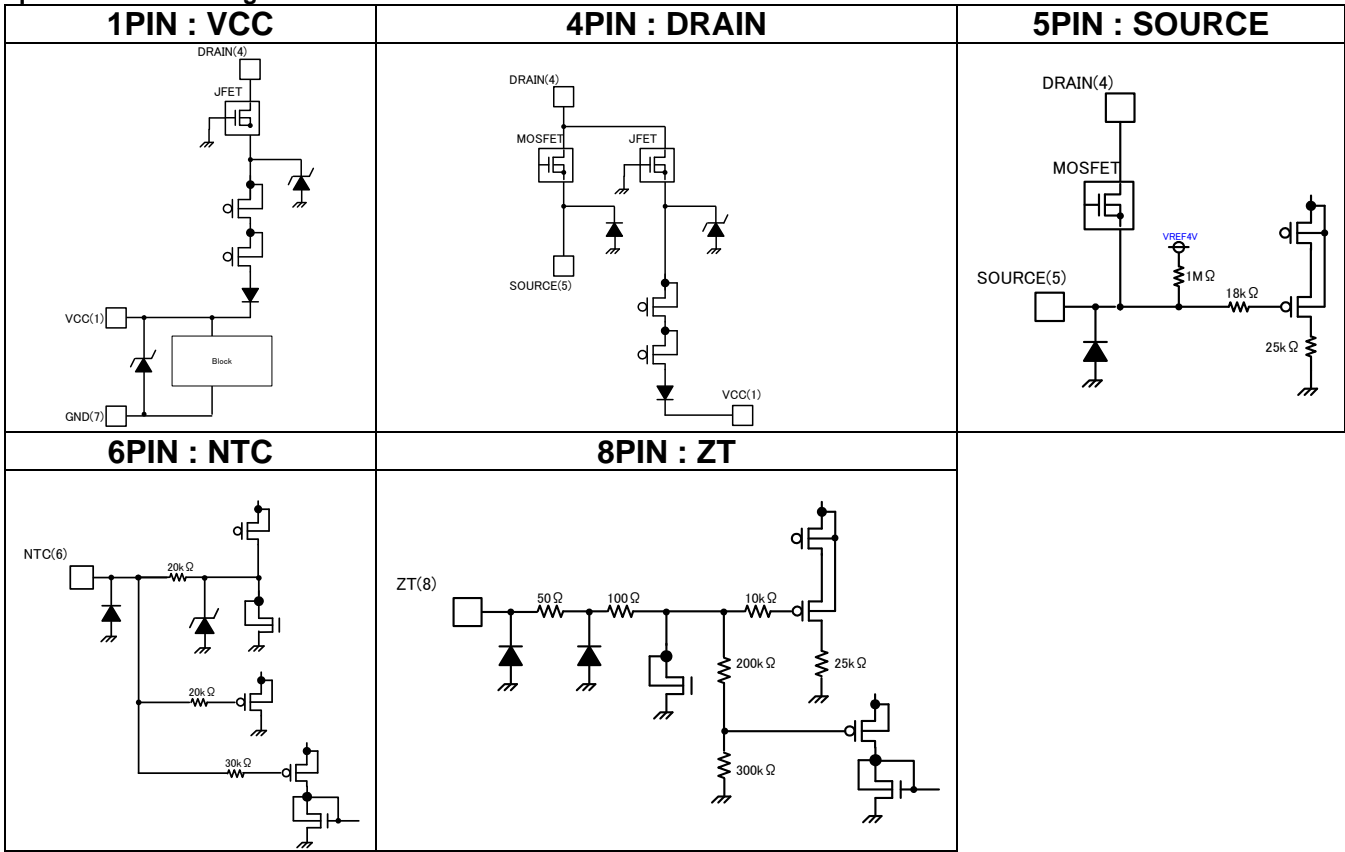 1PIN : VCC
4PIN : DRAIN
5PIN : SOURCE
DRAIN(4)
JFET
VCC(1)
Block
GND(7)
DRAIN(4)
MOSFET
JFET
SOURCE(5)
VCC(1)
DRAIN(4)
MOSFET
VREF4V
1MΩ
SOURCE(5)
18kΩ
25kΩ
6PIN : NTC
8PIN : ZT
NTC(6)
20kΩ
20kΩ
30kΩ
ZT(8)
50Ω
100Ω
10kΩ
200kΩ
25kΩ
300kΩ